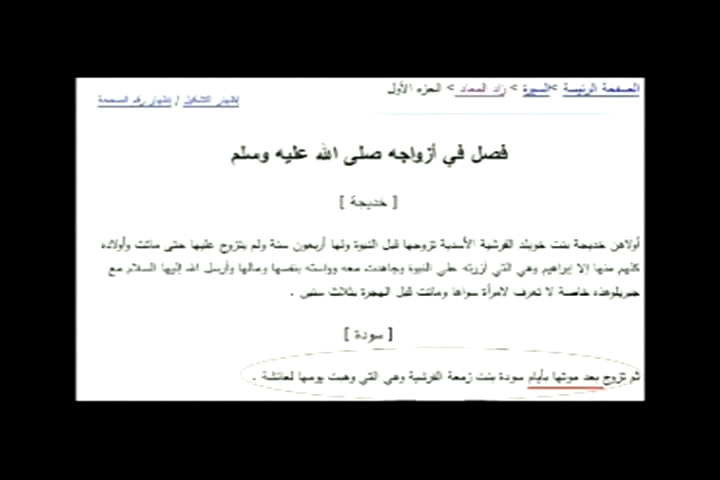 الصفحة الرئيسة > السيرة > زاد المعاد > الجزء الأول
إظهار التشكيل / إظهار رقم الصفحة
فصل في أزواجه صلى الله عليه وسلم
[ خديجة ]
أولاهن خديجة بنت خويلد القرشية الأسدية تزوجها قبل النبوة ولها أربعون سنة ولم يتزوج عليها حتى ماتت وأولاده
كلهم منها إلا إبراهيم وهي التي آزرته على النبوة وجاهدت معه وواسته بنفسها ومالها وأرسل الله إليها السلام مع
جبريلوهذه خاصة لا تعرف لامرأة سواها وماتت قبل الهجرة بثلاث سنين .
[ سودة ]
ثم تزوج بعد موتها بأيام سودة بنت زمعة القرشية وهي التي وهبت يومها لعائشة .